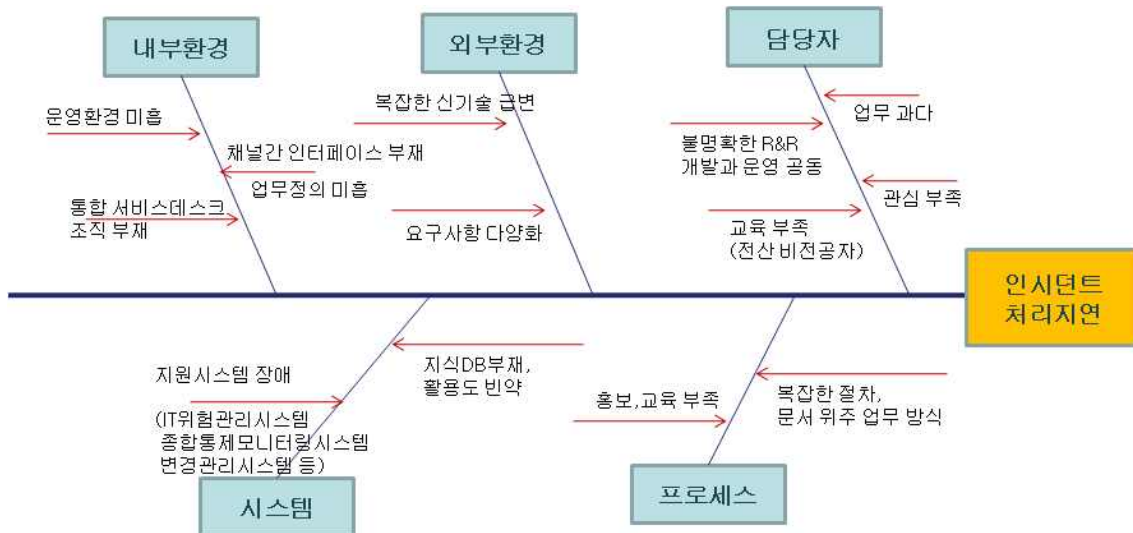 내부환경
외부환경
담당자
운영환경 미흡
채널간 인터페이스 부재
업무정의 미흡
통합 서비스데스크
조직 부재
복잡한 신기술 급변
요구사항 다양화
업무 과다
불명확한 R&R
개발과 운영 공동
관심 부족
교육 부족
(전산 비전공자)
인시던트
처리지연
지원시스템 장애
(IT위험관리시스템
종합통제모니터링시스템
변경관리시스템 등)
지식DB부재,
활용도 빈약
홍보,교육 부족
복잡한 절차,
문서 위주 업무 방식
시스템
프로세스